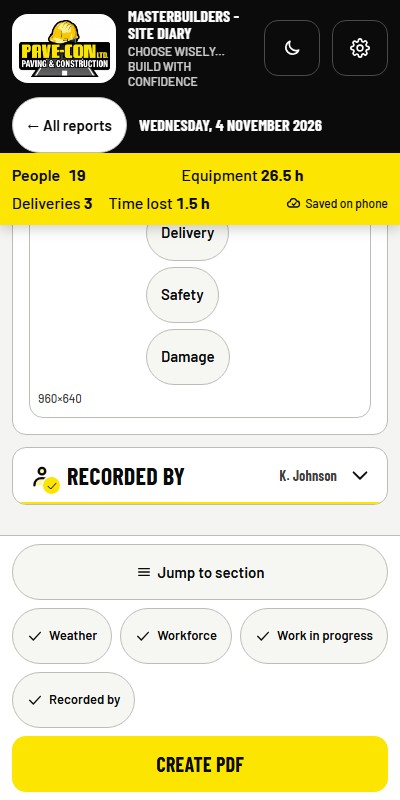 PAVE-CON LTD.
PAVING & CONSTRUCTION
MASTERBUILDERS –
SITE DIARY
CHOOSE WISELY...
BUILD WITH
CONFIDENCE
← All reports
WEDNESDAY, 4 NOVEMBER 2026
People 19
Equipment 26.5 h
Deliveries 3
Time lost 1.5 h
Saved on phone
Delivery
Safety
Damage
960×640
RECORDED BY
K. Johnson
Jump to section
Weather
Workforce
Work in progress
Recorded by
CREATE PDF